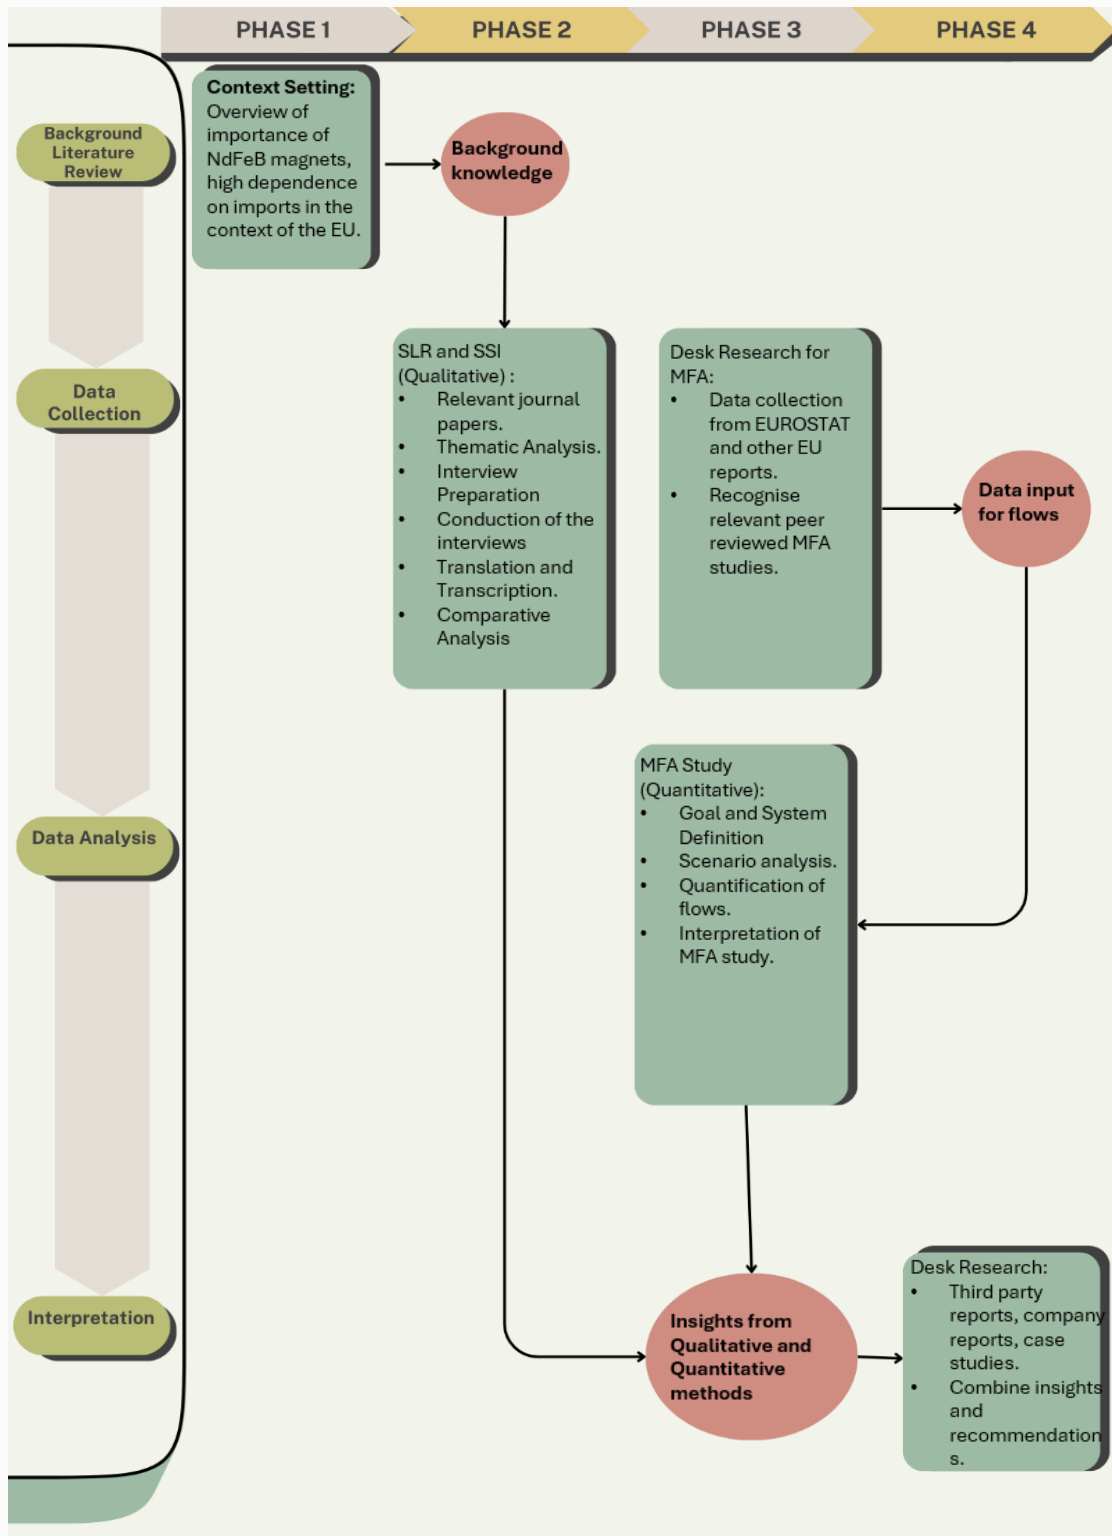 PHASE 1
PHASE 2
PHASE 3
PHASE 4
Background
Literature
Review
Data
Collection
Data Analysis
Interpretation
Context Setting:
Overview of
importance of
NdFeB magnets,
high dependence
on imports in the
context of the EU.
Background
knowledge
SLR and SSI
(Qualitative) :
• Relevant journal
papers.
• Thematic Analysis.
• Interview
Preparation
• Conduction of the
interviews
• Translation and
Transcription.
• Comparative
Analysis
Desk Research for
MFA:
• Data collection
from EUROSTAT
and other EU
reports.
• Recognise
relevant peer
reviewed MFA
studies.
Data input
for flows
MFA Study
(Quantitative):
• Goal and System
Definition
• Scenario analysis.
• Quantification of
flows.
• Interpretation of
MFA study.
Insights from
Qualitative and
Quantitative
methods
Desk Research:
• Third party
reports, company
reports, case
studies.
• Combine insights
and
recommendation
s.